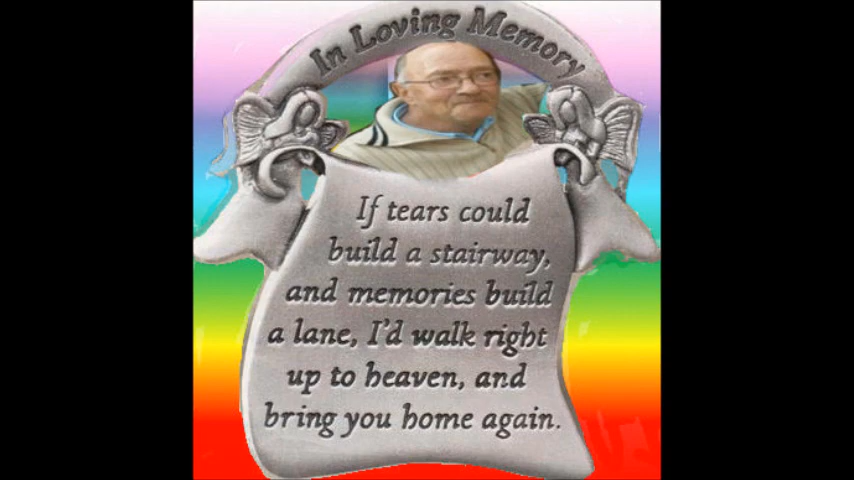 In Loving Memory
If tears could
build a stairway,
and memories build
a lane, I'd walk right
up to heaven, and
bring you home again.